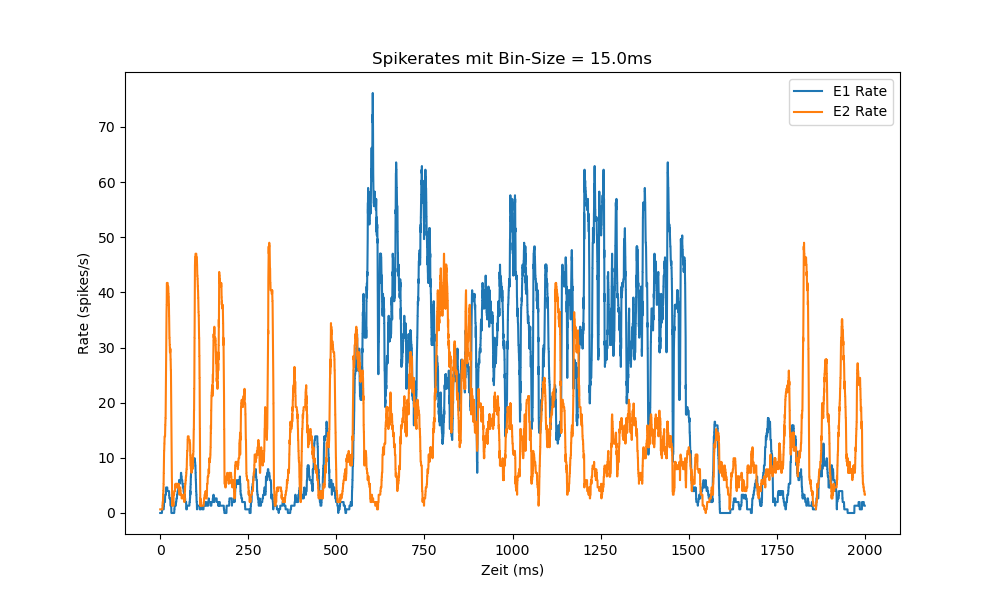 Spikerates mit Bin-Size = 15.0ms
E1 Rate
E2 Rate
70
60
50
40
30
20
10
0
Rate (spikes/s)
0 250 500 750 1000 1250 1500 1750 2000
Zeit (ms)